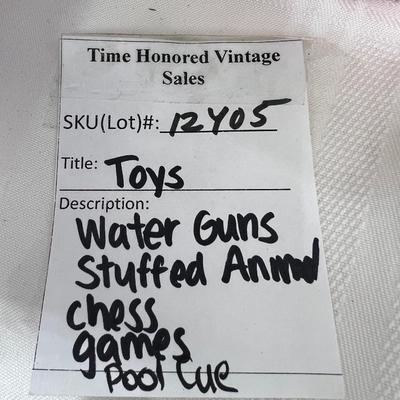 Time Honored Vintage
Sales
SKU(Lot)#: 12405
Title: Toys
Description:
Water Guns
Stuffed Animal
chess
games
Pool Cue